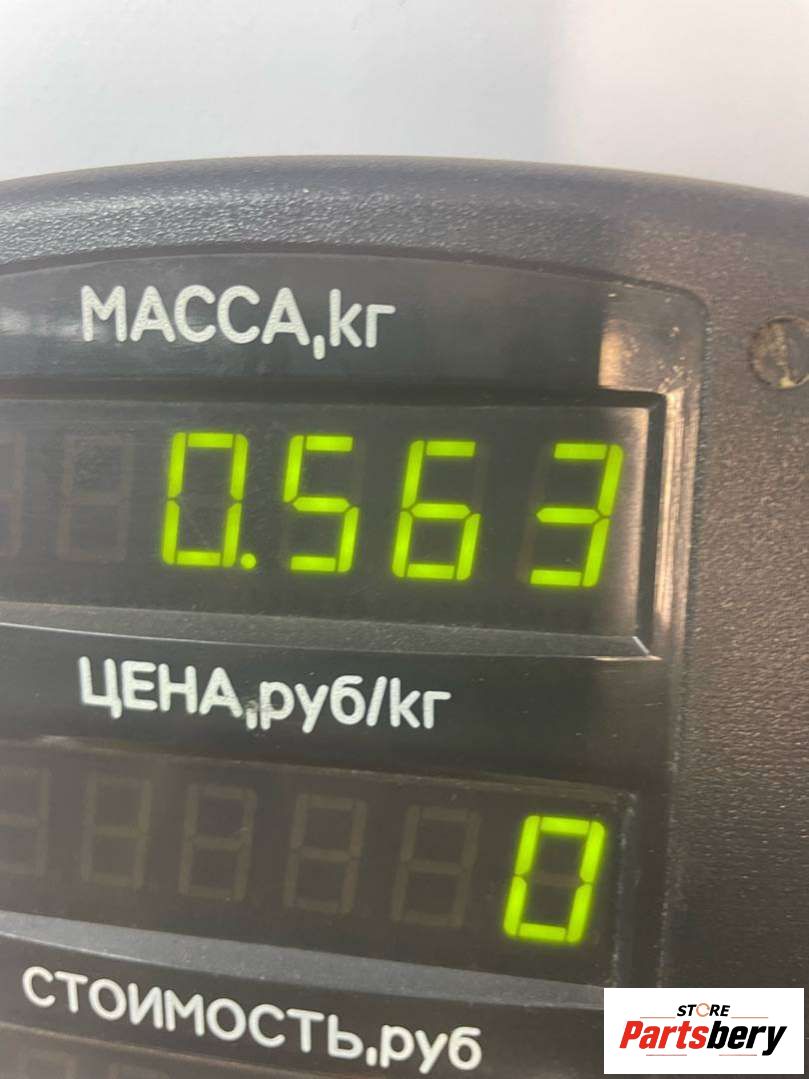 МАССА,кг
0.563
ЦЕНА,руб/кг
0
СТОИМОСТЬ,руб
STORE
Partsbery